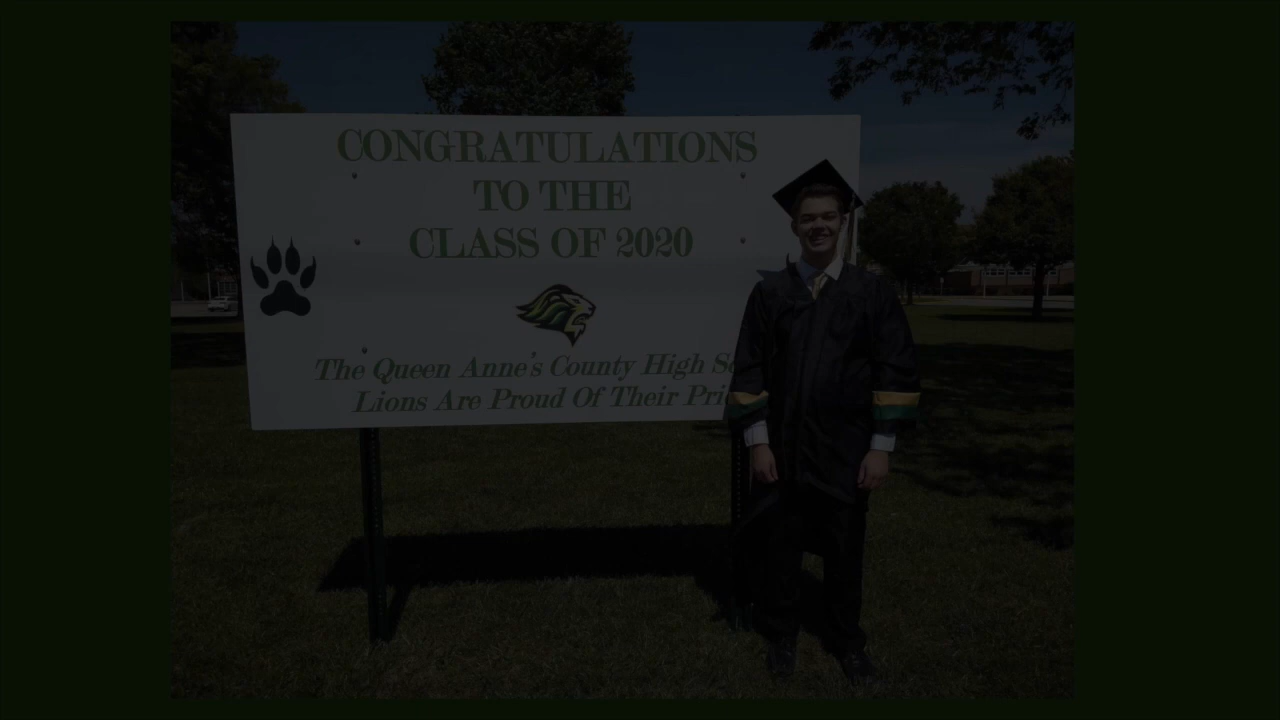 CONGRATULATIONS
TO THE
CLASS OF 2020
The Queen Anne's County High
Lions Are Proud Of Their